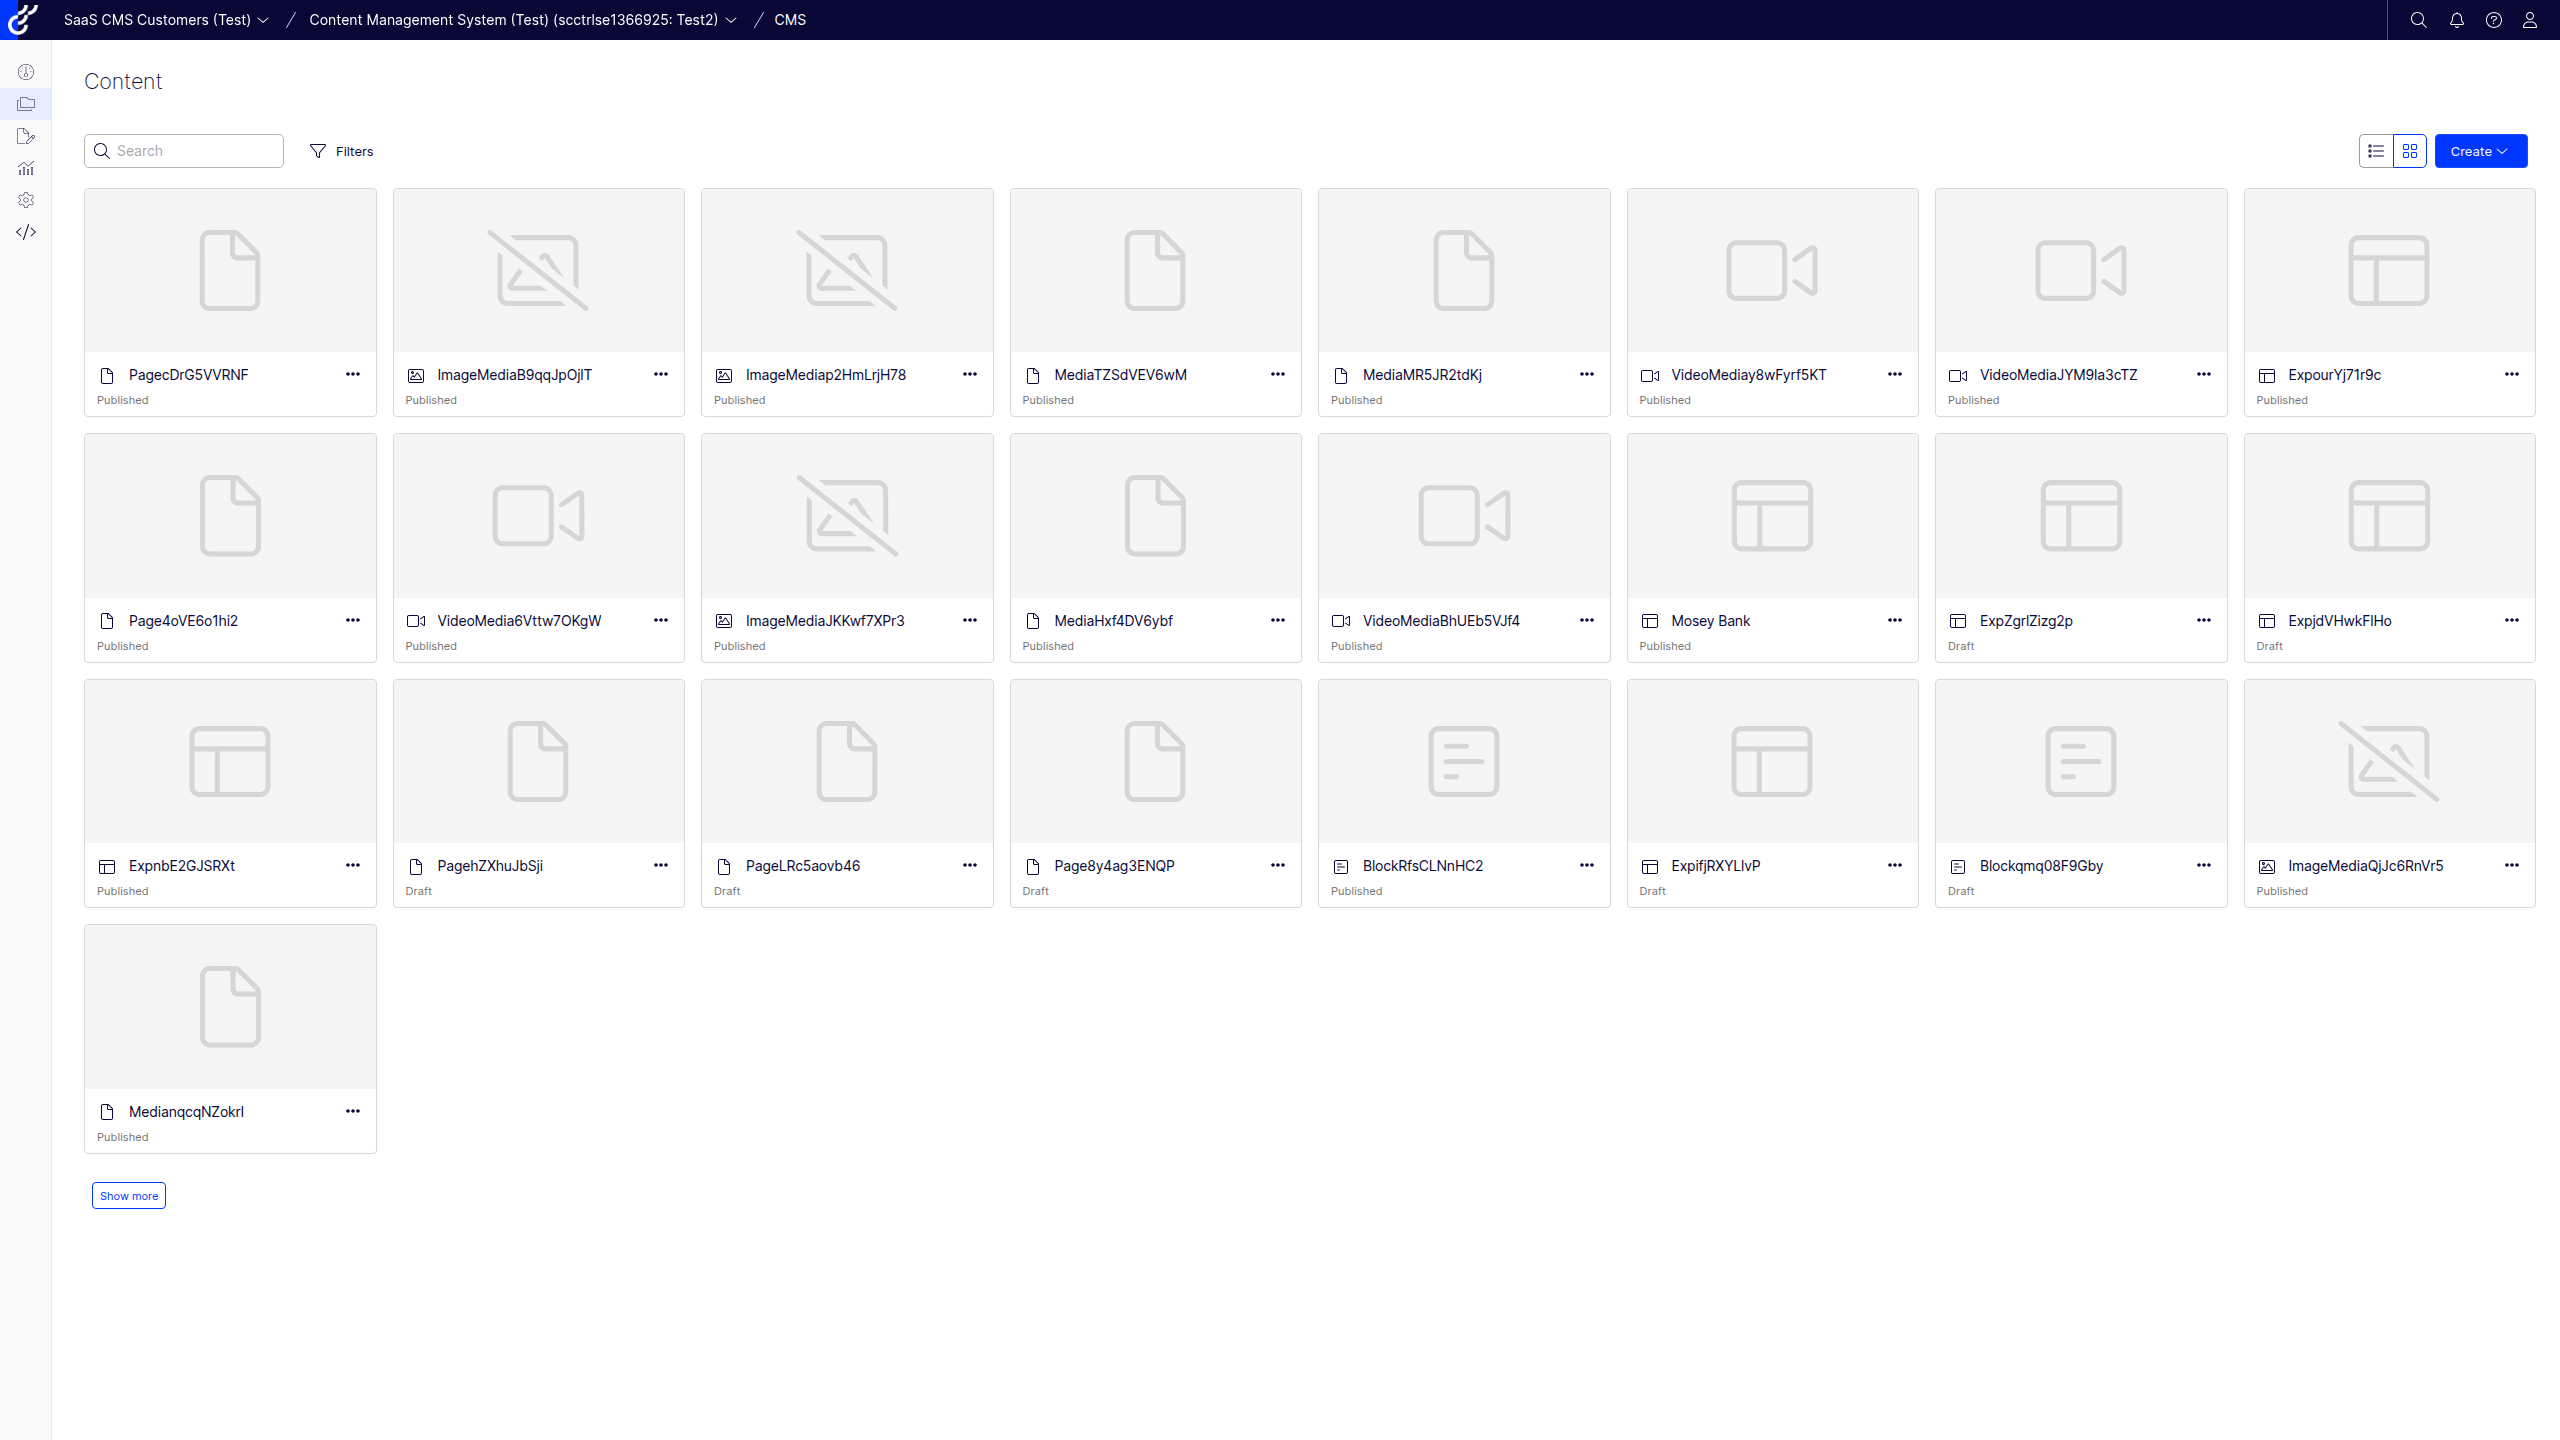 SaaS CMS Customers (Test) / Content Management System (Test) (scctrlse1366925: Test2) / CMS
Content
Search
Filters
Create
PagecDrG5VVRNF
Published
ImageMediaB9qqJpOjlT
Published
ImageMediap2HmLrjH78
Published
MediaTZSdVEV6wM
Published
MediaMR5JR2tdKj
Published
VideoMediay8wFyrf5KT
Published
VideoMediaJYM9la3cTZ
Published
ExpourYj71r9c
Published
Page4oVE6o1hi2
Published
VideoMedia6Vttw7OKgW
Published
ImageMediaJKKwf7XPr3
Published
MediaHxf4DV6ybf
Published
VideoMediaBhUEb5VJf4
Published
Mosey Bank
Published
ExpZgrlZizg2p
Draft
ExpjdVHwkFlHo
Draft
ExpnbE2GJSRXt
Published
PagehZXhuJbSji
Draft
PageLRc5aovb46
Draft
Page8y4ag3ENQP
Draft
BlockRfsCLNnHC2
Published
ExpifjRXYLlvP
Draft
Blockqmq08F9Gby
Draft
ImageMediaQjJc6RnVr5
Published
MedianqcqNZokrl
Published
Show more